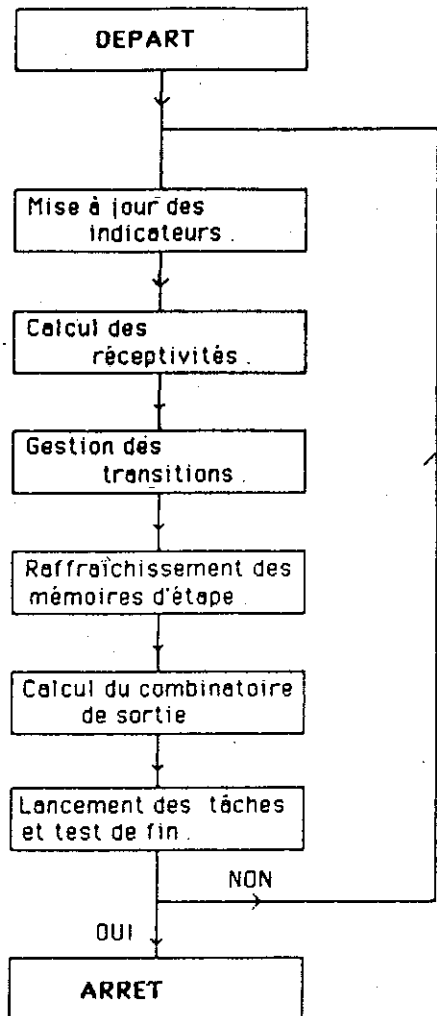 DEPART
Mise à jour des
indicateurs .
Calcul des
réceptivités .
Gestion des
transitions .
Raffraîchissement des
mémoires d'étape .
Calcul du combinatoire
de sortie
Lancement des tâches
et test de fin .
NON
OUI
ARRET